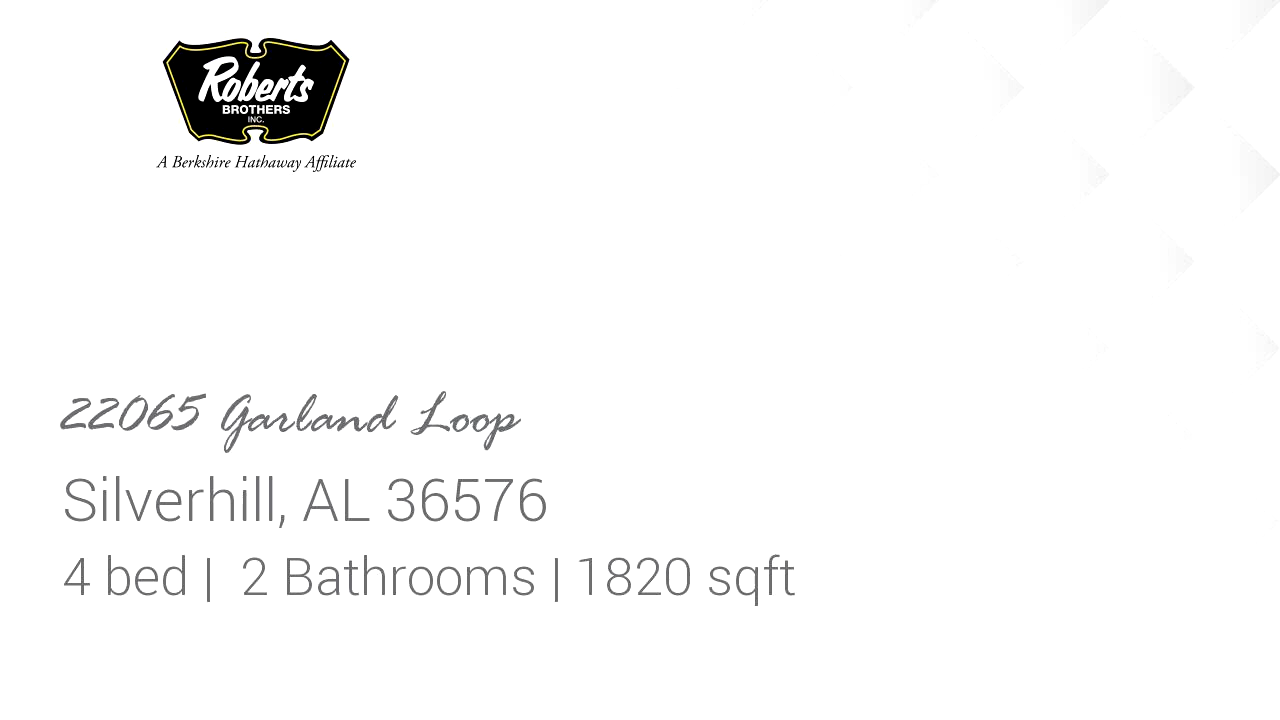 Roberts
BROTHERS
INC.
A Berkshire Hathaway Affiliate
22065 Garland Loop
Silverhill, AL 36576
4 bed |  2 Bathrooms | 1820 sqft